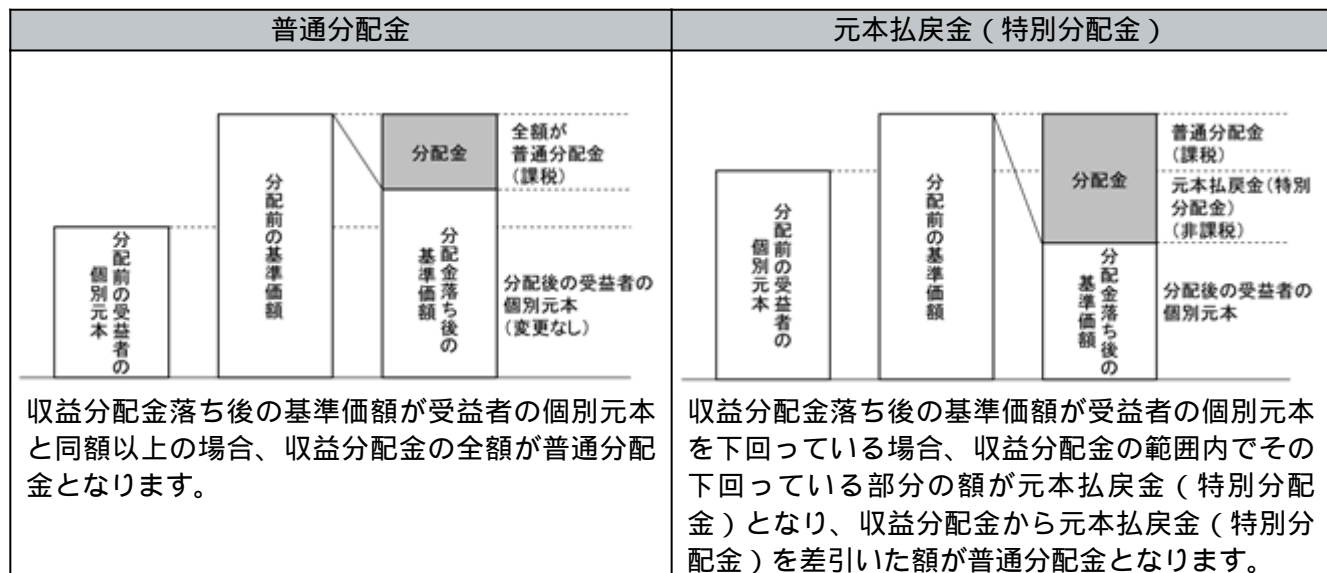 普通分配金
分配前の受益者の
個別元本
分配前の基準価額
分配金
分配金落ち後の
基準価額
全額が
普通分配金
(課税)
分配後の受益者の
個別元本
(変更なし)
収益分配金落ち後の基準価額が受益者の個別元本
と同額以上の場合、収益分配金の全額が普通分配
金となります。
元本払戻金(特別分配金)
分配前の受益者の
個別元本
分配前の基準価額
分配金
分配金落ち後の
基準価額
普通分配金
(課税)
元本払戻金(特別
分配金)
(非課税)
分配後の受益者の
個別元本
収益分配金落ち後の基準価額が受益者の個別元本
を下回っている場合、収益分配金の範囲内でその
下回っている部分の額が元本払戻金(特別分配
金)となり、収益分配金から元本払戻金(特別分
配金)を差引いた額が普通分配金となります。